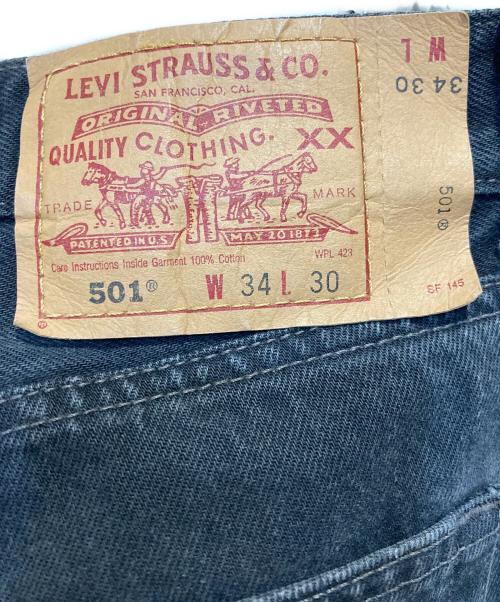 LEVI STRAUSS & CO.
SAN FRANCISCO, CAL.
ORIGINAL RIVETED
QUALITY CLOTHING. XX
TRADE MARK
PATENTED IN U.S. MAY 20 1873
Care Instructions Inside Garment 100% Cotton WPL 423
501® W 34 L 30
®
W L
34 30
501®
SF 145